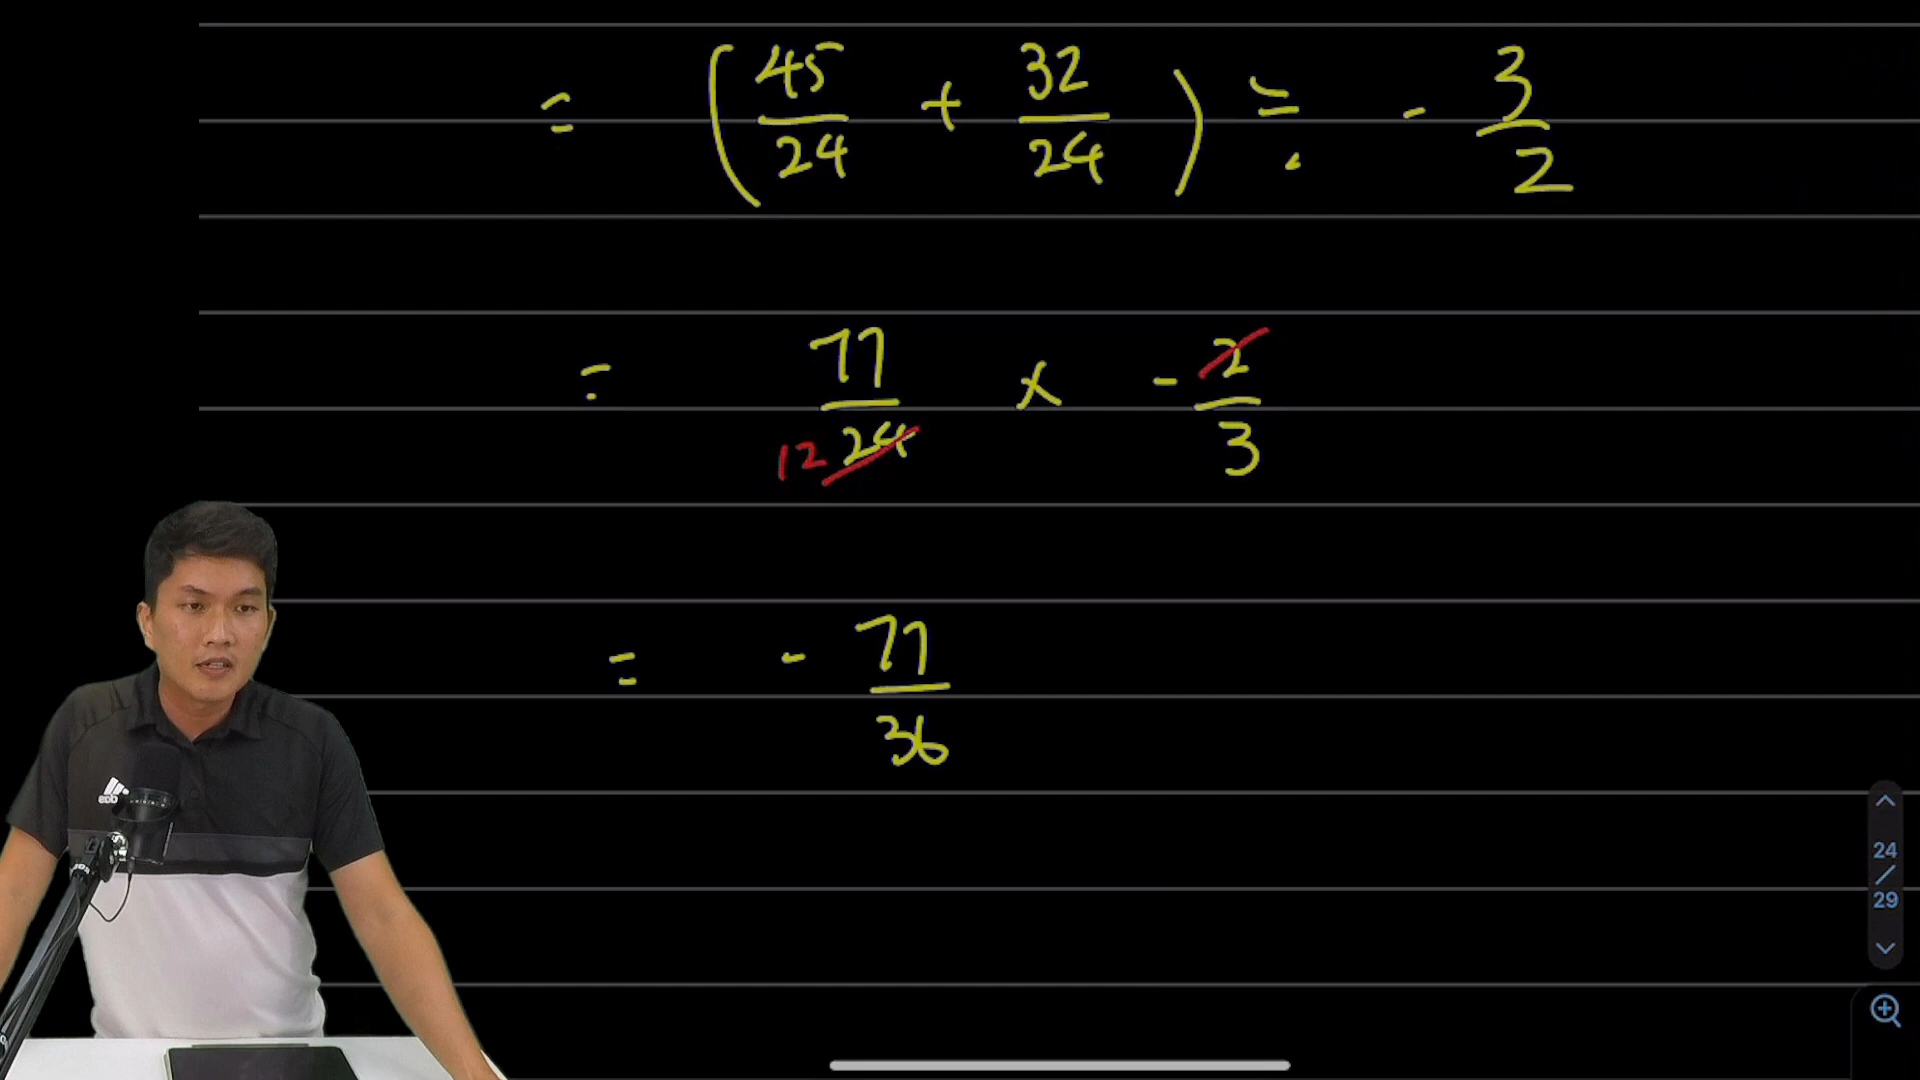 = (45/24 + 32/24) ÷ - 3/2
= 77/24 × - 2/3
12
= - 77/36
24
/
29